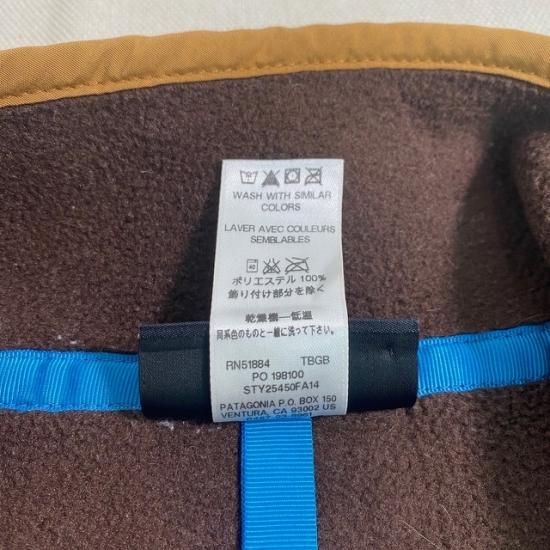 WASH WITH SIMILAR
COLORS
LAVER AVEC COULEURS
SEMBLABLES
ポリエステル 100%
飾り付け部分を除く
乾燥機—低温
同系色のものと一緒に洗って下さい。
RN51884 TBGB
PO 198100
STY25450FA14
PATAGONIA P.O. BOX 150
VENTURA, CA 93002 US